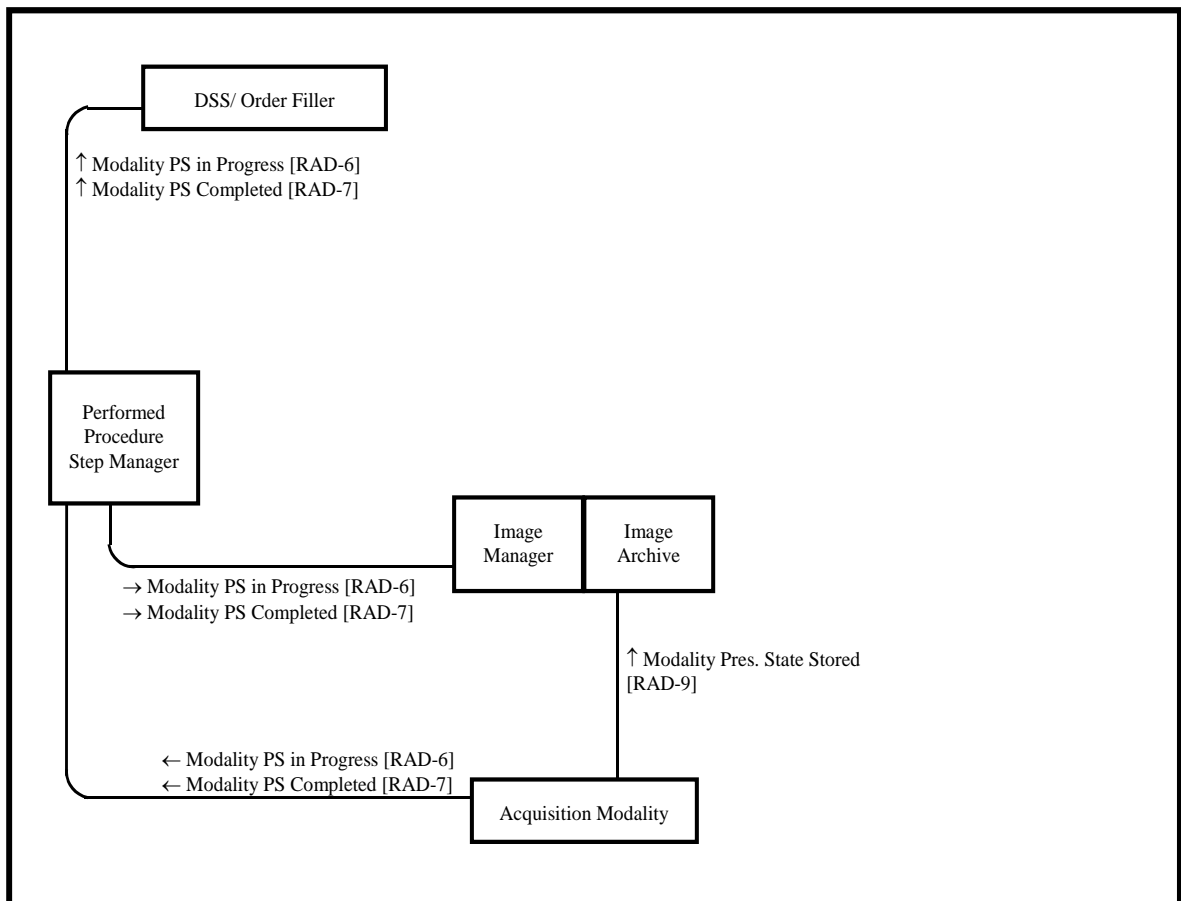 DSS/ Order Filler
↑ Modality PS in Progress [RAD-6]
↑ Modality PS Completed [RAD-7]
Performed
Procedure
Step Manager
Image
Manager
Image
Archive
→ Modality PS in Progress [RAD-6]
→ Modality PS Completed [RAD-7]
↑ Modality Pres. State Stored
[RAD-9]
← Modality PS in Progress [RAD-6]
← Modality PS Completed [RAD-7]
Acquisition Modality